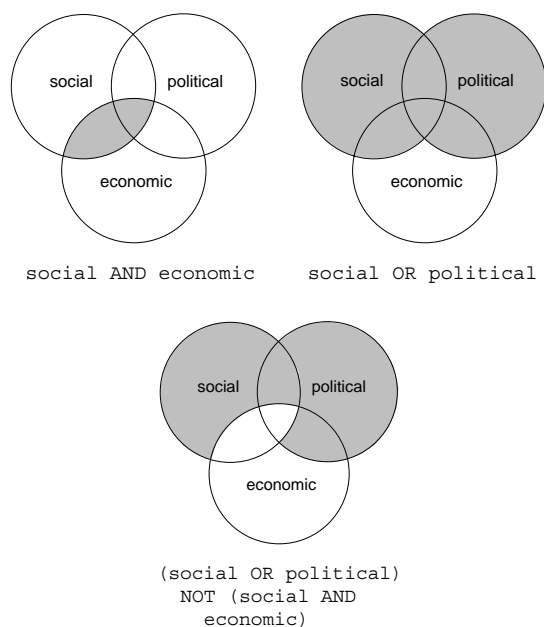 social
political
economic
social AND economic
social
political
economic
social OR political
social
political
economic
(social OR political)
NOT (social AND
economic)